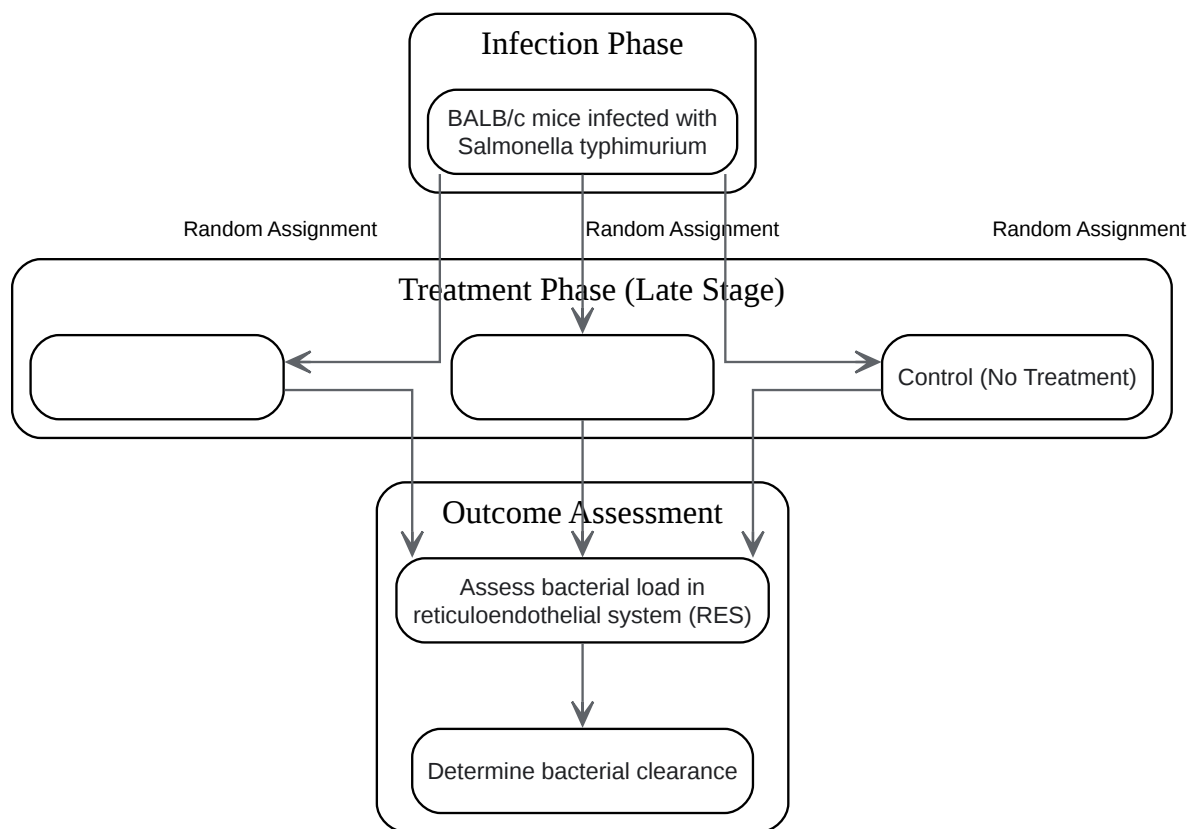 Infection Phase
BALB/c mice infected with
Salmonella typhimurium
Random Assignment
Random Assignment
Random Assignment
Treatment Phase (Late Stage)
Control (No Treatment)
Outcome Assessment
Assess bacterial load in
reticuloendothelial system (RES)
Determine bacterial clearance